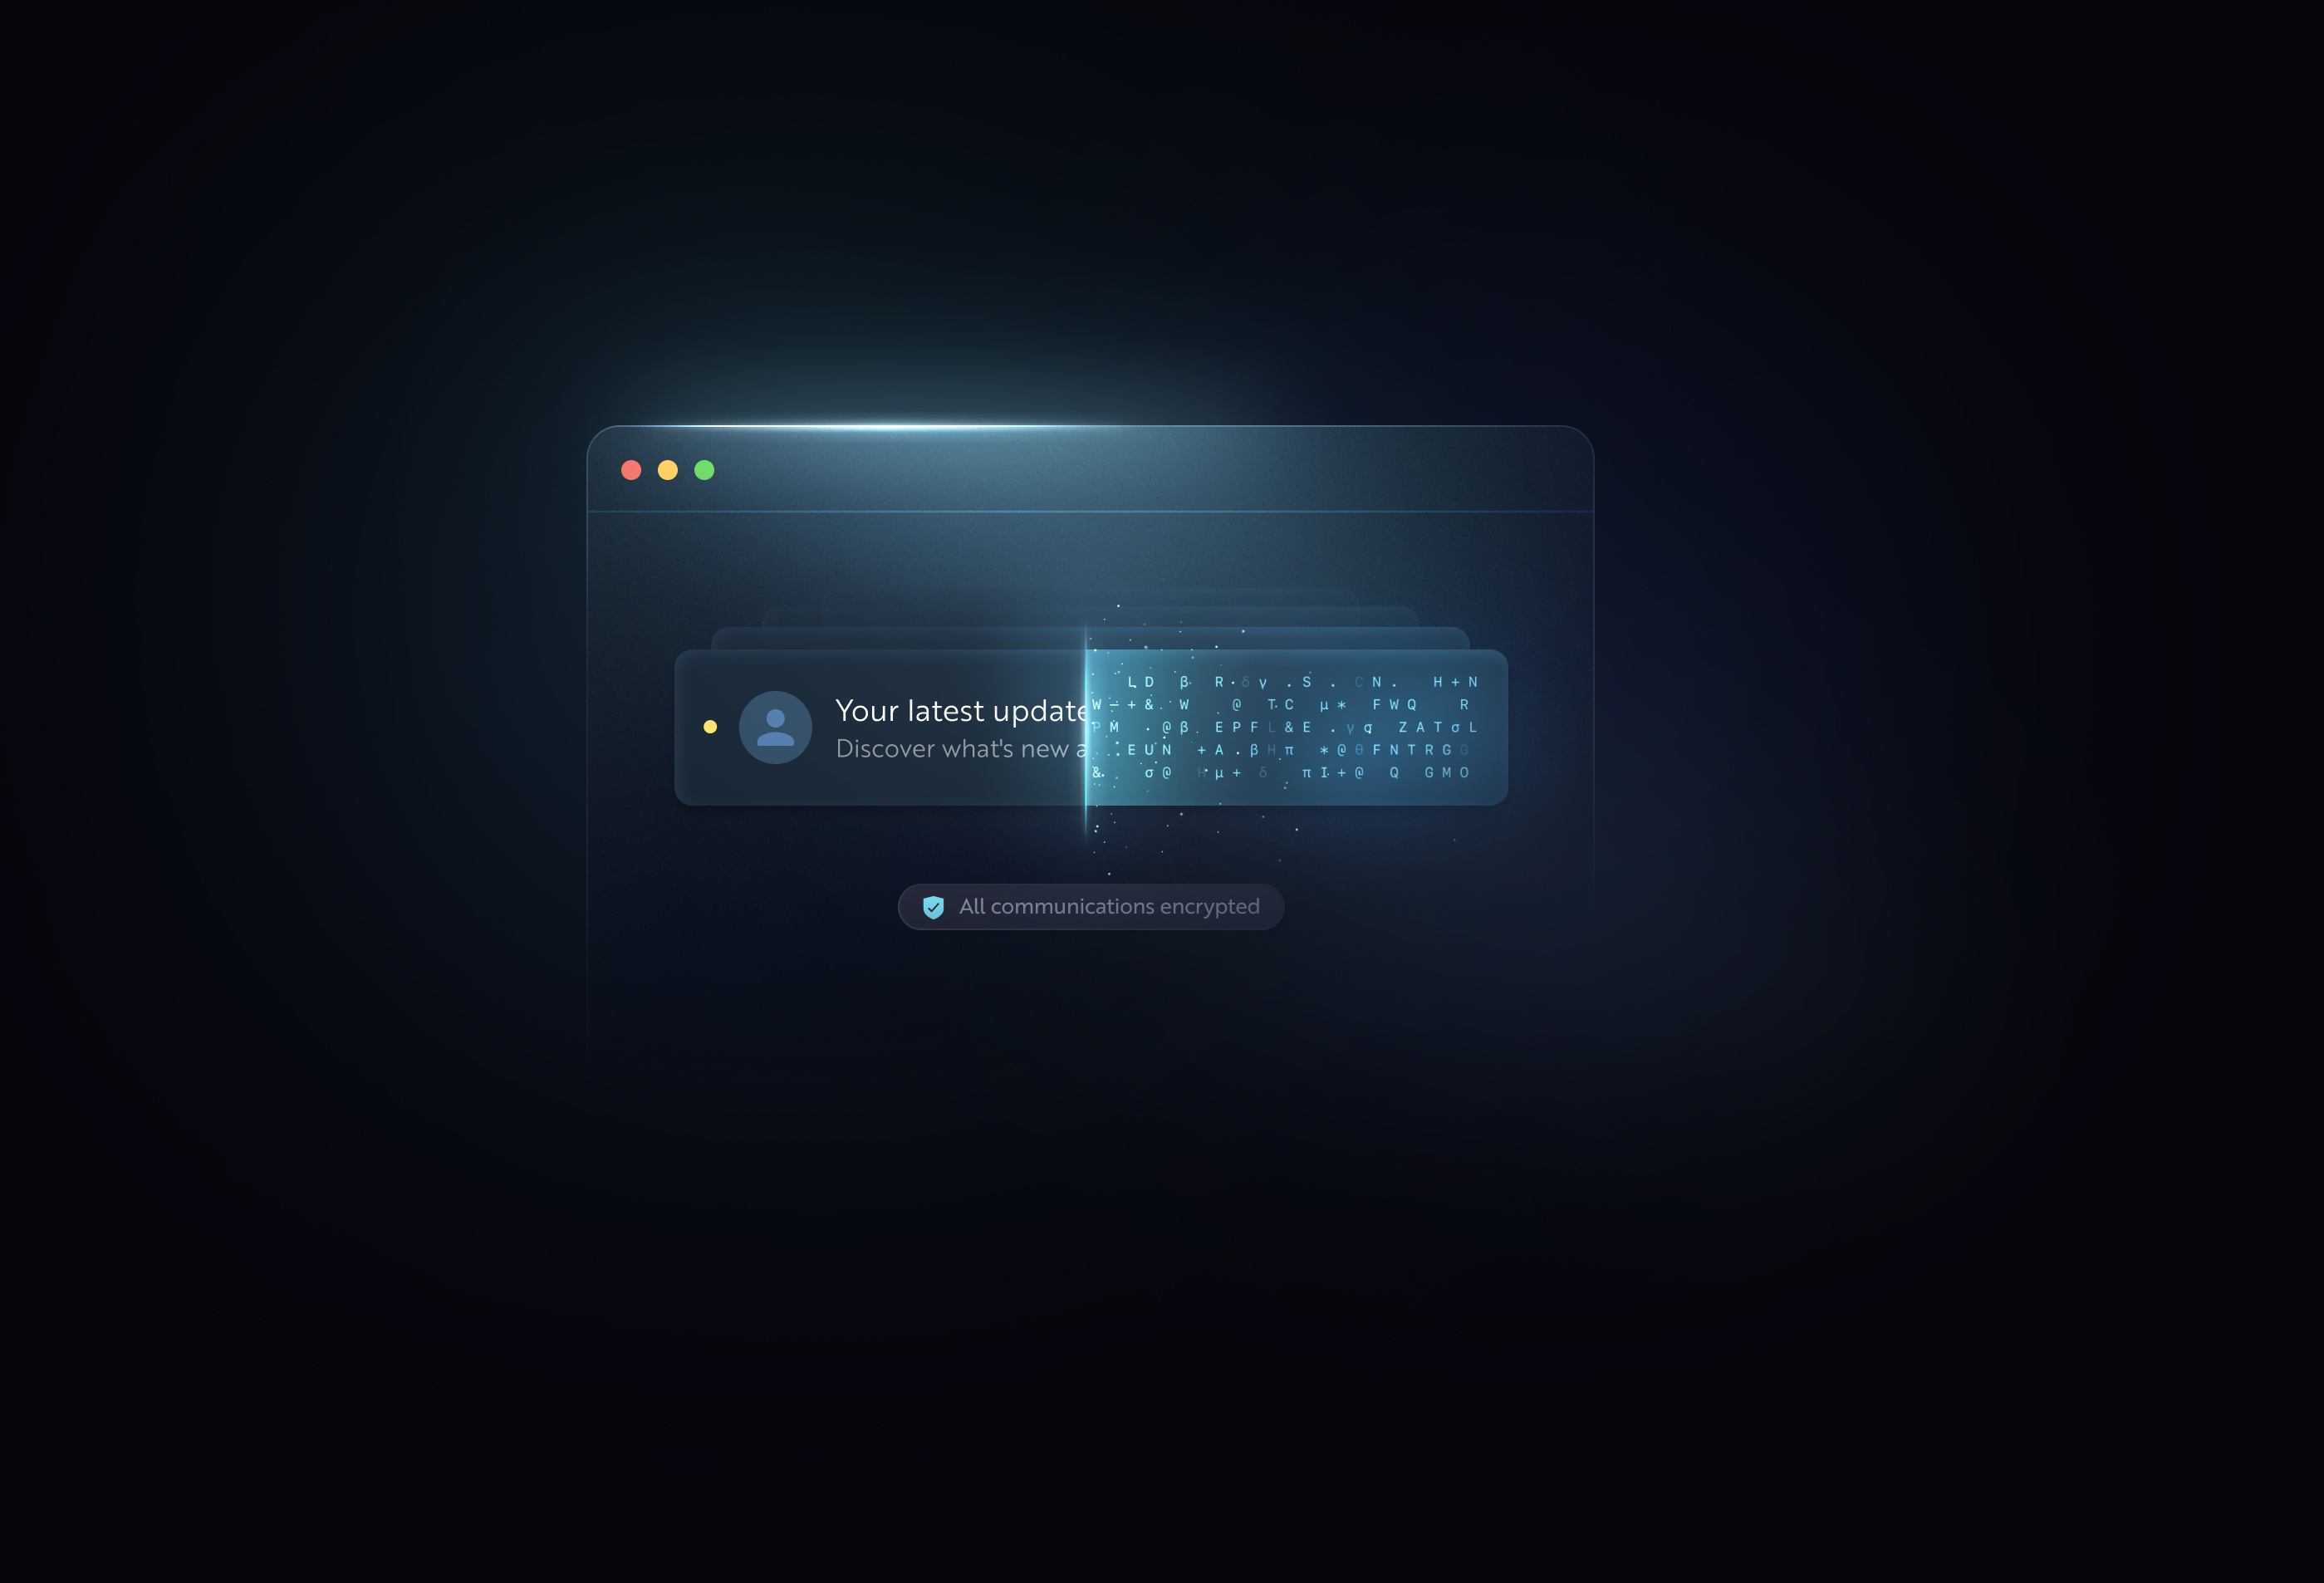 Your latest update
Discover what's new a
L D β R · δ γ . S . C N . H + N
W — + & . W @ T C μ * F W Q R
P M . @ β . E P F L & E . γ σ Z A T σ L
. . E U N + A . β H π * @ θ F N T R G G
& . σ @ H μ + δ π I + @ Q G M O
All communications encrypted